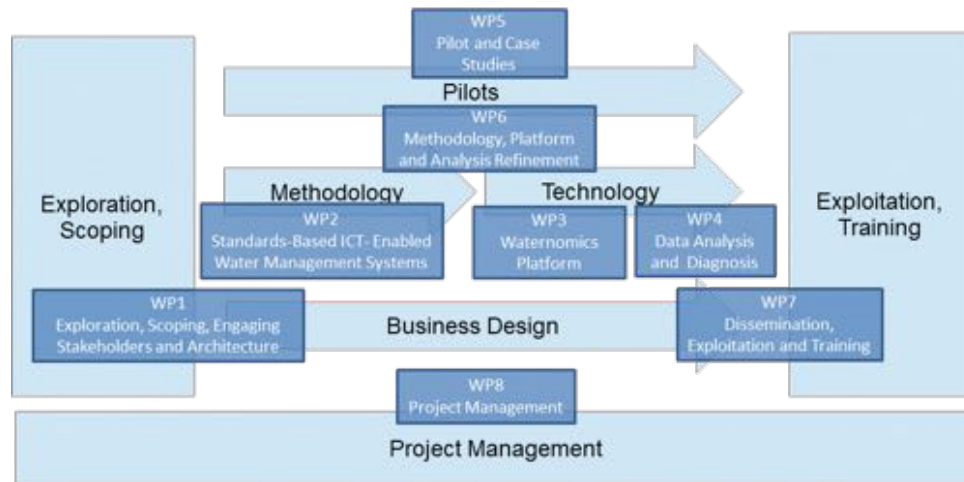 WP5
Pilot and Case
Studies
Pilots
WP6
Methodology, Platform
and Analysis Refinement
Exploration,
Scoping
Methodology
Technology
Exploitation,
Training
WP2
Standards-Based ICT- Enabled
Water Management Systems
WP3
Waternomics
Platform
WP4
Data Analysis
and Diagnosis
WP1
Exploration, Scoping, Engaging
Stakeholders and Architecture
Business Design
WP7
Dissemination,
Exploitation and Training
WP8
Project Management
Project Management